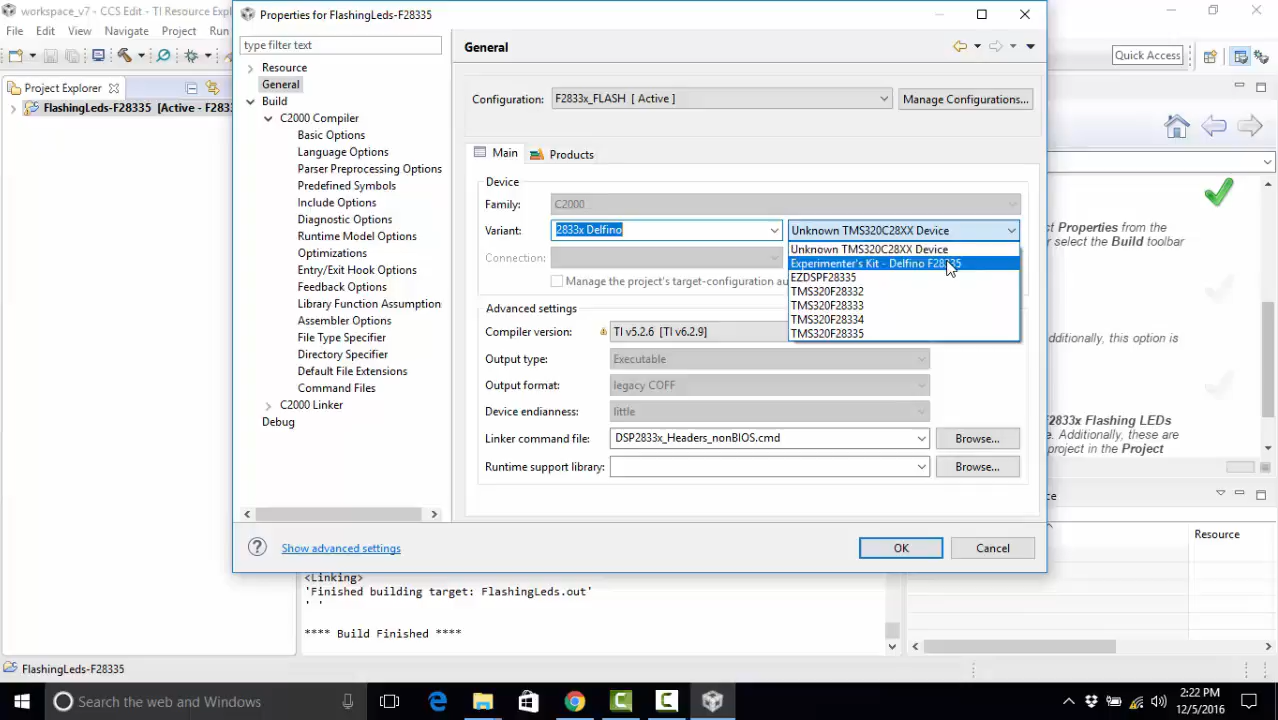 workspace_v7 - CCS Edit - TI Resource Expl
File Edit View Navigate Project Run
Quick Access
Project Explorer
FlashingLeds-F28335 [Active - F2833
Properties for FlashingLeds-F28335
type filter text
Resource
General
Build
C2000 Compiler
Basic Options
Language Options
Parser Preprocessing Options
Predefined Symbols
Include Options
Diagnostic Options
Runtime Model Options
Optimizations
Entry/Exit Hook Options
Feedback Options
Library Function Assumptions
Assembler Options
File Type Specifier
Directory Specifier
Default File Extensions
Command Files
C2000 Linker
Debug
Show advanced settings
General
Configuration: F2833x_FLASH [ Active ] Manage Configurations...
Main Products
Device
Family: C2000
Variant: 2833x Delfino Unknown TMS320C28XX Device
Unknown TMS320C28XX Device
Experimenter's Kit - Delfino F28335
EZDSPF28335
TMS320F28332
TMS320F28333
TMS320F28334
TMS320F28335
Connection:
Manage the project's target-configuration au
Advanced settings
Compiler version: TI v5.2.6 [TI v6.2.9]
Output type: Executable
Output format: legacy COFF
Device endianness: little
Linker command file: DSP2833x_Headers_nonBIOS.cmd Browse...
Runtime support library: Browse...
OK Cancel
ct Properties from the
er select the Build toolbar
ditionally, this option is
F2833x Flashing LEDs
e. Additionally, these are
project in the Project
ce
Resource
<Linking>
'Finished building target: FlashingLeds.out'
' '
**** Build Finished ****
FlashingLeds-F28335
Search the web and Windows
2:22 PM
12/5/2016